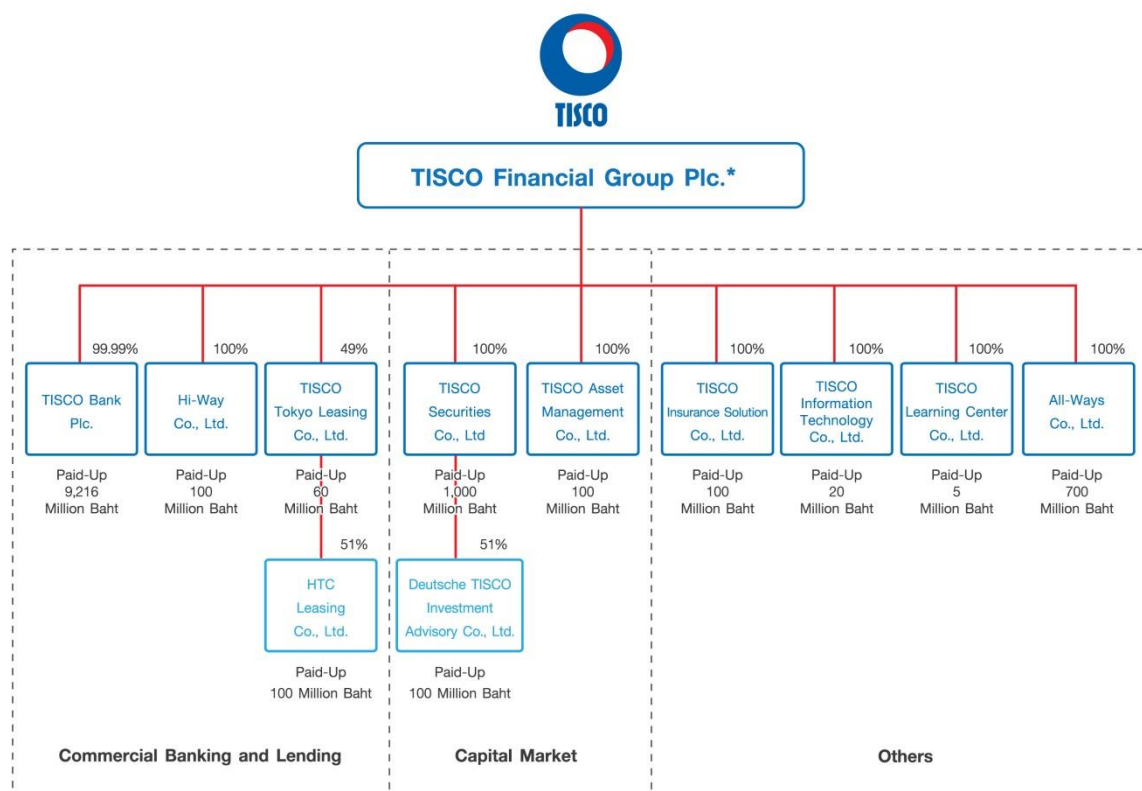 TISCO
TISCO Financial Group Plc.*
99.99%
TISCO Bank
Plc.
Paid-Up
9,216
Million Baht
100%
Hi-Way
Co., Ltd.
Paid-Up
100
Million Baht
49%
TISCO
Tokyo Leasing
Co., Ltd.
Paid-Up
60
Million Baht
51%
HTC
Leasing
Co., Ltd.
Paid-Up
100 Million Baht
Commercial Banking and Lending
100%
TISCO
Securities
Co., Ltd
Paid-Up
1,000
Million Baht
51%
Deutsche TISCO
Investment
Advisory Co., Ltd.
Paid-Up
100 Million Baht
100%
TISCO Asset
Management
Co., Ltd.
Paid-Up
100
Million Baht
Capital Market
100%
TISCO
Insurance Solution
Co., Ltd.
Paid-Up
100
Million Baht
100%
TISCO
Information
Technology
Co., Ltd.
Paid-Up
20
Million Baht
100%
TISCO
Learning Center
Co., Ltd.
Paid-Up
5
Million Baht
100%
All-Ways
Co., Ltd.
Paid-Up
700
Million Baht
Others